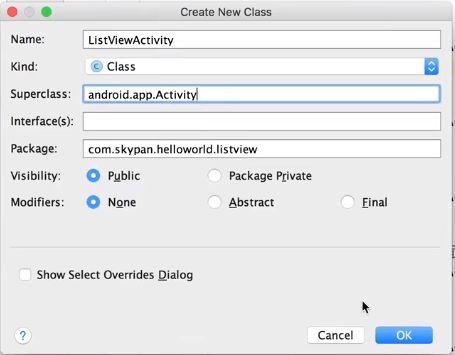 Create New Class
Name: ListViewActivity
Kind: C Class
Superclass: android.app.Activity
Interface(s):
Package: com.skypan.helloworld.listview
Visibility: Public Package Private
Modifiers: None Abstract Final
Show Select Overrides Dialog
? Cancel OK